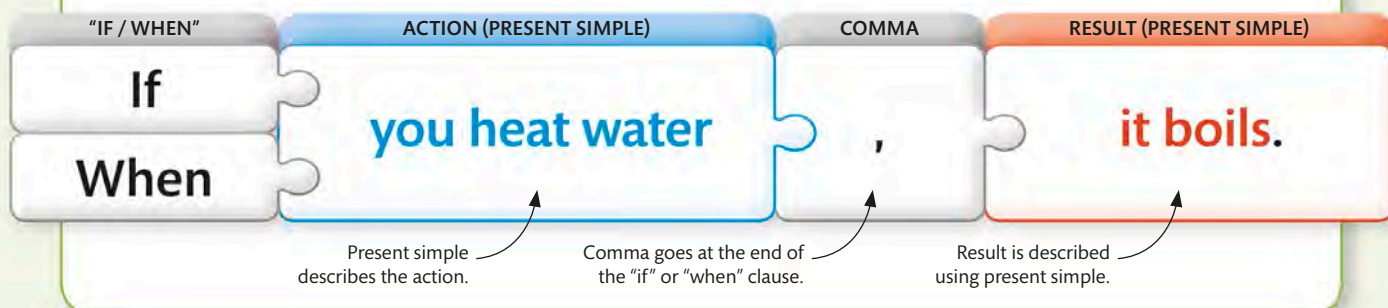 "IF / WHEN"
ACTION (PRESENT SIMPLE)
COMMA
RESULT (PRESENT SIMPLE)
If
When
you heat water
,
it boils.
Present simple
describes the action.
Comma goes at the end of
the "if" or "when" clause.
Result is described
using present simple.